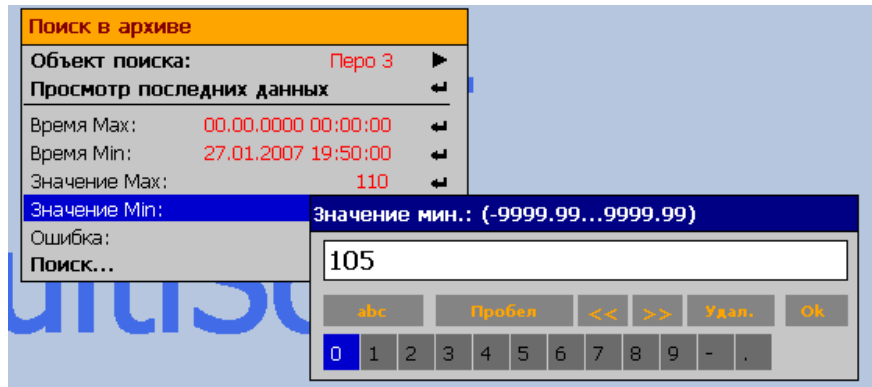 Поиск в архиве
Объект поиска: Перо 3
Просмотр последних данных
Время Max: 00.00.0000 00:00:00
Время Min: 27.01.2007 19:50:00
Значение Max: 110
Значение Min:
Ошибка:
Поиск...
Значение мин.: (-9999.99...9999.99)
105
abc Пробел << >> Удал. Ok
0 1 2 3 4 5 6 7 8 9 - .